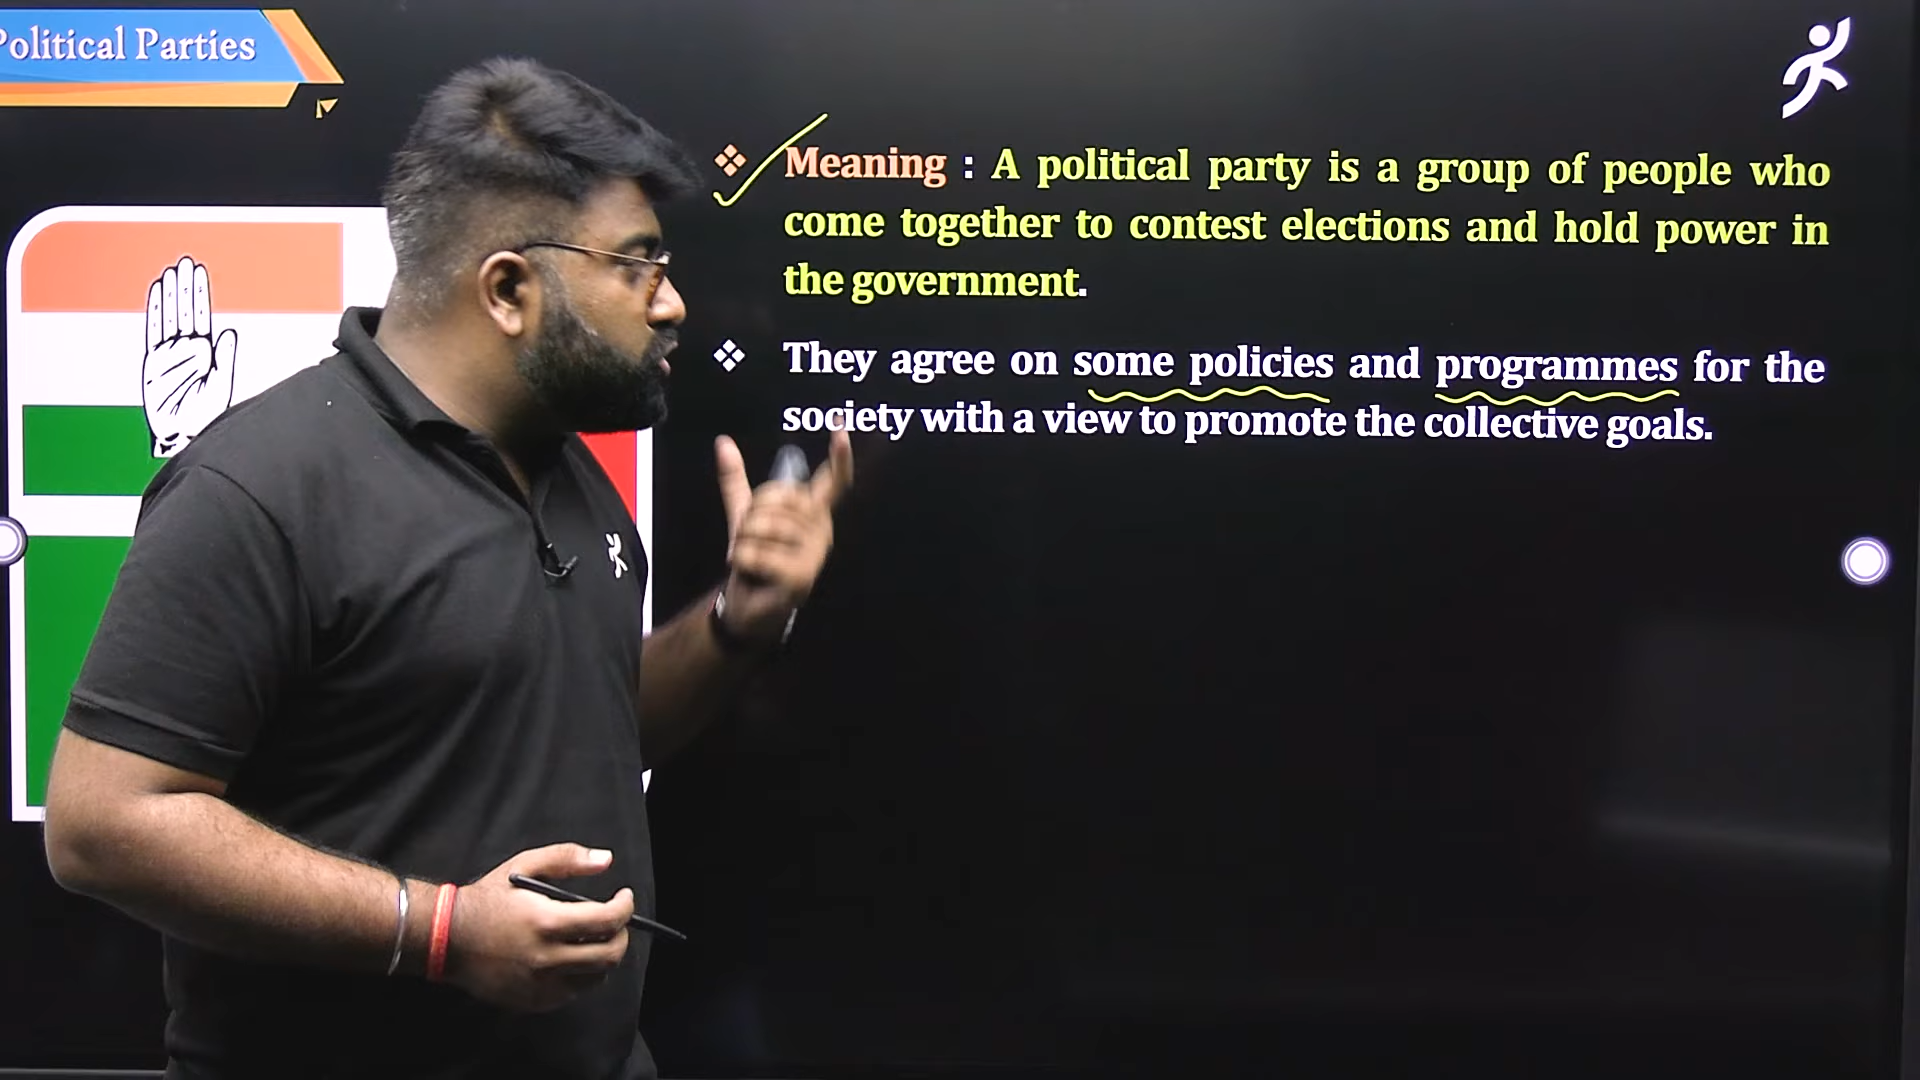 Political Parties
❖ Meaning : A political party is a group of people who
come together to contest elections and hold power in
the government.
❖ They agree on some policies and programmes for the
society with a view to promote the collective goals.